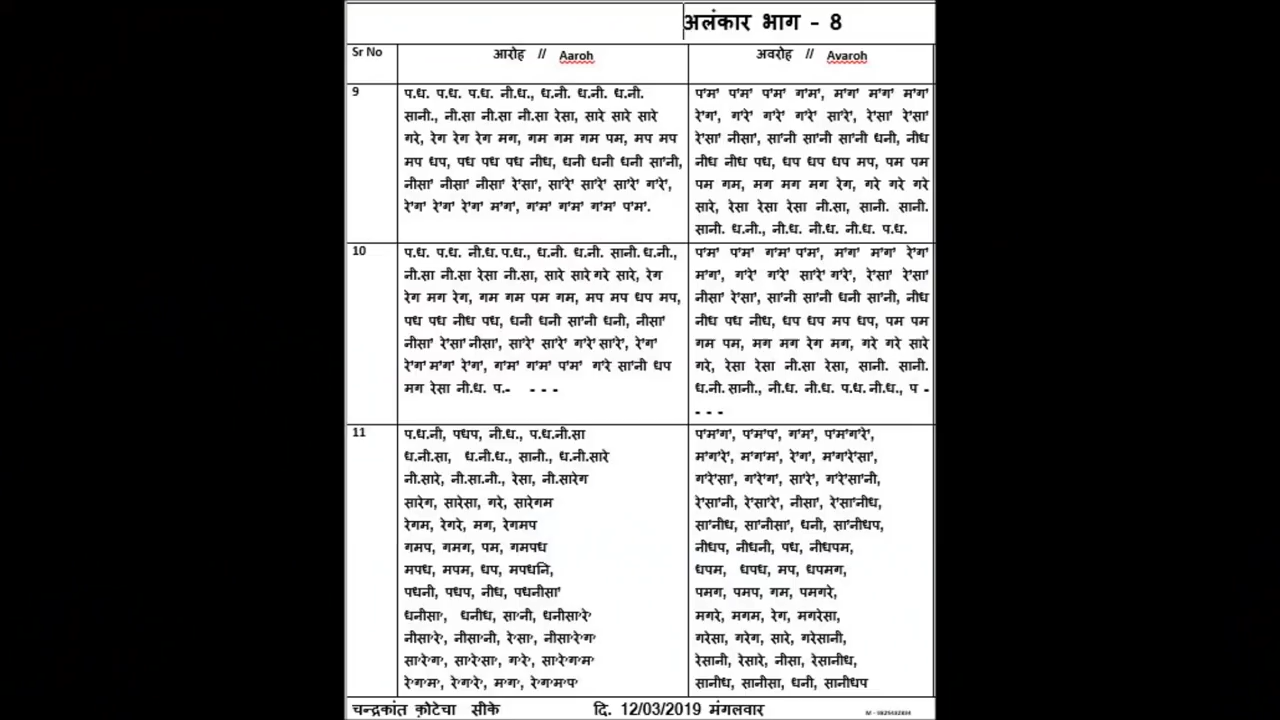 अलंकार भाग - 8
Sr No
आरोह // Aaroh
अवरोह // Avaroh
9
प.ध. प.ध. प.ध. नी.ध., ध.नी. ध.नी. ध.नी.
सानी., नी.सा नी.सा नी.सा रेसा, सारे सारे सारे
गरे, रेग रेग रेग मग, गम गम गम पम, मप मप
मप धप, पध पध पध नीध, धनी धनी धनी सा'नी,
नीसा' नीसा' नीसा' रे'सा', सा'रे' सा'रे' सा'रे' ग'रे',
रे'ग' रे'ग' रे'ग' म'ग', ग'म' ग'म' ग'म' प'म'.
प'म' प'म' प'म' ग'म', म'ग' म'ग' म'ग'
रे'ग', ग'रे' ग'रे' ग'रे' सा'रे', रे'सा' रे'सा'
रे'सा' नीसा', सा'नी सा'नी सा'नी धनी, नीध
नीध नीध पध, धप धप धप मप, पम पम
पम गम, मग मग मग रेग, गरे गरे गरे
सारे, रेसा रेसा रेसा नी.सा, सानी. सानी.
सानी. ध.नी., नी.ध. नी.ध. नी.ध. प.ध.
10
प.ध. प.ध. नी.ध.प.ध., ध.नी. ध.नी. सानी.ध.नी.,
नी.सा नी.सा रेसा नी.सा, सारे सारे गरे सारे, रेग
रेग मग रेग, गम गम पम गम, मप मप धप मप,
पध पध नीध पध, धनी धनी सा'नी धनी, नीसा'
नीसा' रे'सा'नीसा', सा'रे' सा'रे' ग'रे'सा'रे', रे'ग'
रे'ग'म'ग' रे'ग', ग'म' ग'म' प'म' ग'रे सा'नी धप
मग रेसा नी.ध. प.- - - -
प'म' प'म' ग'म'प'म', म'ग' म'ग' रे'ग'
म'ग', ग'रे' ग'रे' सा'रे'ग'रे', रे'सा' रे'सा'
नीसा' रे'सा', सा'नी सा'नी धनी सा'नी, नीध
नीध पध नीध, धप धप मप धप, पम पम
गम पम, मग मग रेग मग, गरे गरे सारे
गरे, रेसा रेसा नी.सा रेसा, सानी. सानी.
ध.नी.सानी., नी.ध. नी.ध. प.ध.नी.ध., प -
- - -
11
प.ध.नी, पधप, नी.ध., प.ध.नी.सा
ध.नी.सा, ध.नी.ध., सानी., ध.नी.सारे
नी.सारे, नी.सा.नी., रेसा, नी.सारेग
सारेग, सारेसा, गरे, सारेगम
रेगम, रेगरे, मग, रेगमप
गमप, गमग, पम, गमपध
मपध, मपम, धप, मपधनि,
पधनी, पधप, नीध, पधनीसा'
धनीसा', धनीध, सा'नी, धनीसा'रे'
नीसा'रे', नीसा'नी, रे'सा', नीसा'रे'ग'
सा'रे'ग', सा'रे'सा', ग'रे', सा'रे'ग'म'
रे'ग'म', रे'ग'रे', म'ग', रे'ग'म'प'
प'म'ग', प'म'प', ग'म', प'म'ग'रे',
म'ग'रे', म'ग'म', रे'ग', म'ग'रे'सा',
ग'रे'सा', ग'रे'ग', सा'रे', ग'रे'सा'नी,
रे'सा'नी, रे'सा'रे', नीसा', रे'सा'नीध,
सा'नीध, सा'नीसा', धनी, सा'नीधप,
नीधप, नीधनी, पध, नीधपम,
धपम, धपध, मप, धपमग,
पमग, पमप, गम, पमगरे,
मगरे, मगम, रेग, मगरेसा,
गरेसा, गरेग, सारे, गरेसानी,
रेसानी, रेसारे, नीसा, रेसानीध,
सानीध, सानीसा, धनी, सानीधप
चन्द्रकांत क़ोटेचा सीके दि. 12/03/2019 मंगलवार